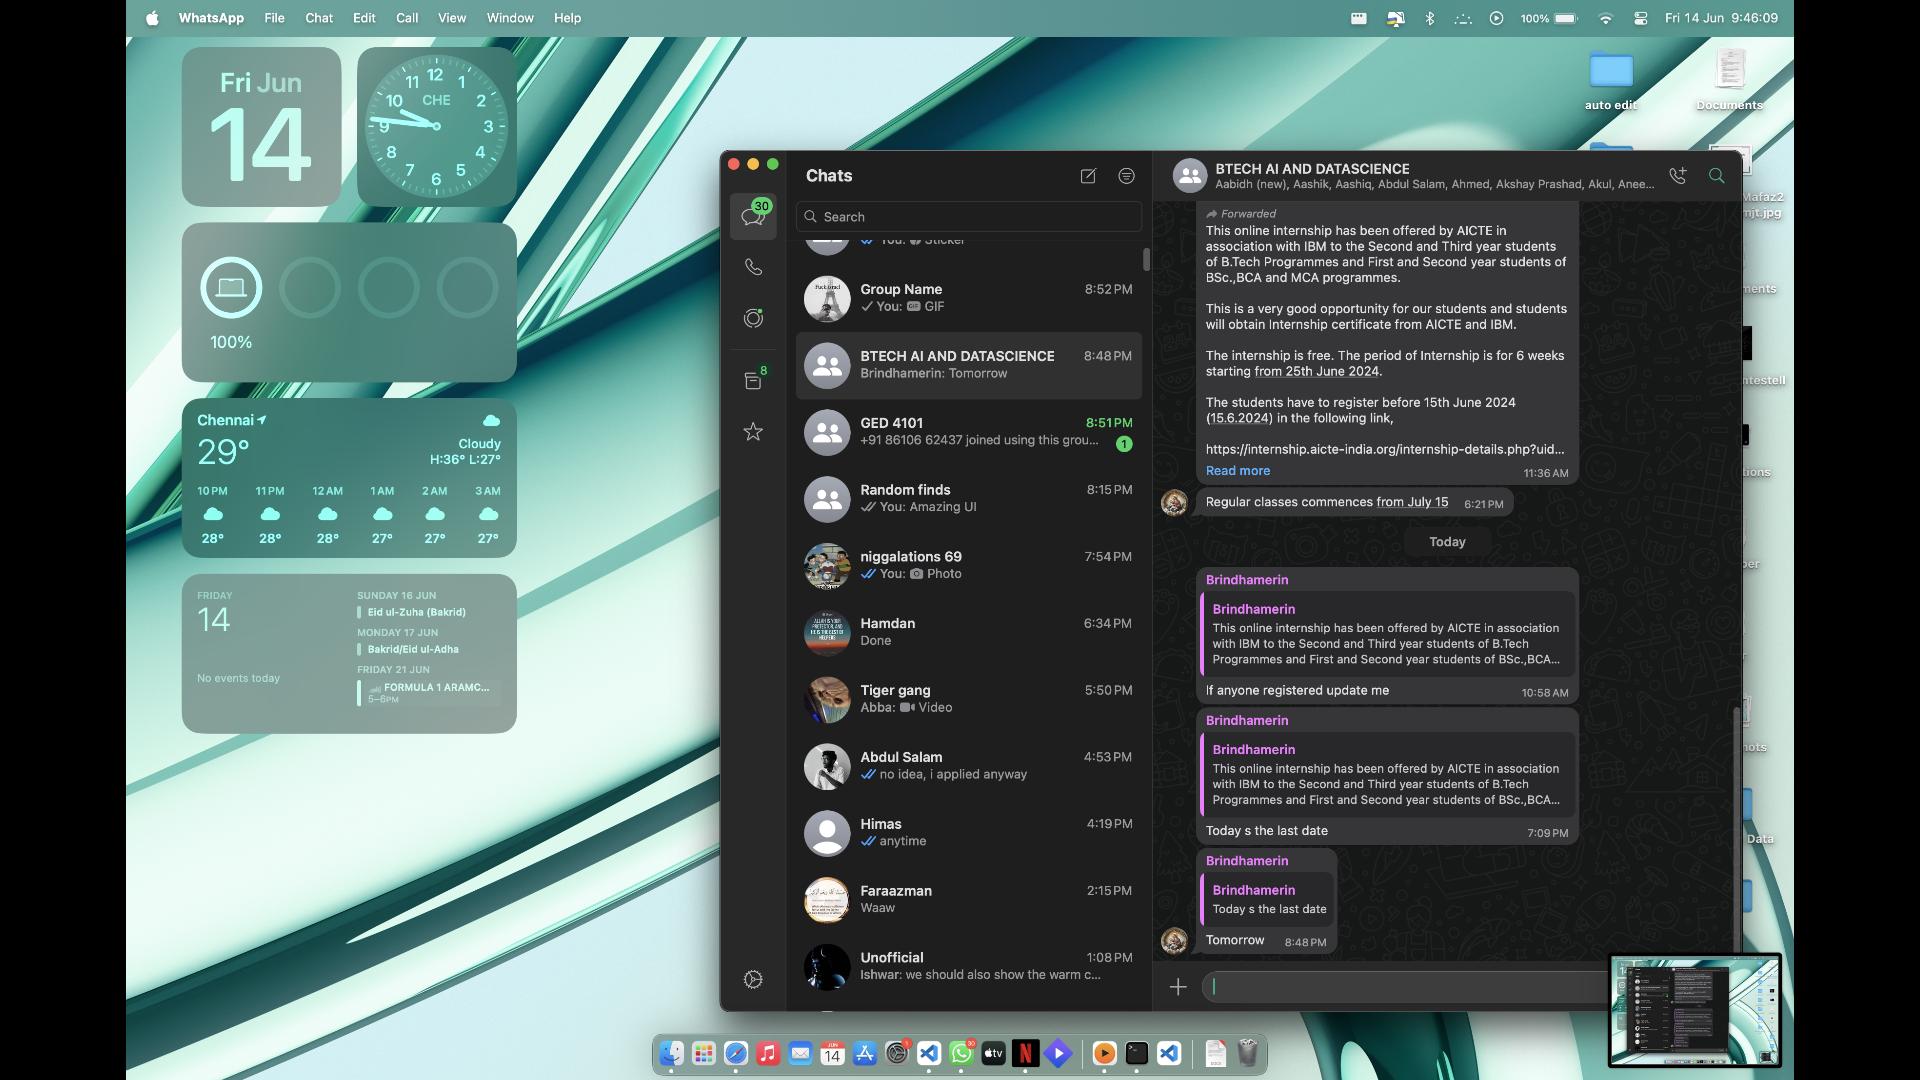 WhatsApp File Chat Edit Call View Window Help
100% Fri 14 Jun 9:46:09
Fri Jun
14
12 1 2 3 4 5 6 7 8 9 10 11
CHE
100%
Chennai
29°
Cloudy
H:36° L:27°
10 PM 11 PM 12 AM 1 AM 2 AM 3 AM
28° 28° 28° 27° 27° 27°
FRIDAY
14
No events today
SUNDAY 16 JUN
Eid ul-Zuha (Bakrid)
MONDAY 17 JUN
Bakrid/Eid ul-Adha
FRIDAY 21 JUN
FORMULA 1 ARAMC...
5–6PM
auto edit
Documents
Mafaz2
mjt.jpg
ments
ntestell
tions
per
r
hots
Data
30
8
Chats
Search
You: Sticker
Group Name 8:52 PM
You: GIF
BTECH AI AND DATASCIENCE 8:48 PM
Brindhamerin: Tomorrow
GED 4101 8:51 PM
+91 86106 62437 joined using this grou... 1
Random finds 8:15 PM
You: Amazing UI
niggalations 69 7:54 PM
You: Photo
Hamdan 6:34 PM
Done
Tiger gang 5:50 PM
Abba: Video
Abdul Salam 4:53 PM
no idea, i applied anyway
Himas 4:19 PM
anytime
Faraazman 2:15 PM
Waaw
Unofficial 1:08 PM
Ishwar: we should also show the warm c...
BTECH AI AND DATASCIENCE
Aabidh (new), Aashik, Aashiq, Abdul Salam, Ahmed, Akshay Prashad, Akul, Anee...
Forwarded
This online internship has been offered by AICTE in
association with IBM to the Second and Third year students
of B.Tech Programmes and First and Second year students of
BSc.,BCA and MCA programmes.
This is a very good opportunity for our students and students
will obtain Internship certificate from AICTE and IBM.
The internship is free. The period of Internship is for 6 weeks
starting from 25th June 2024.
The students have to register before 15th June 2024
(15.6.2024) in the following link,
https://internship.aicte-india.org/internship-details.php?uid...
Read more 11:36 AM
Regular classes commences from July 15 6:21 PM
Today
Brindhamerin
Brindhamerin
This online internship has been offered by AICTE in association
with IBM to the Second and Third year students of B.Tech
Programmes and First and Second year students of BSc.,BCA...
If anyone registered update me 10:58 AM
Brindhamerin
Brindhamerin
This online internship has been offered by AICTE in association
with IBM to the Second and Third year students of B.Tech
Programmes and First and Second year students of BSc.,BCA...
Today s the last date 7:09 PM
Brindhamerin
Brindhamerin
Today s the last date
Tomorrow 8:48 PM
JUN
14
1
30
tv
N